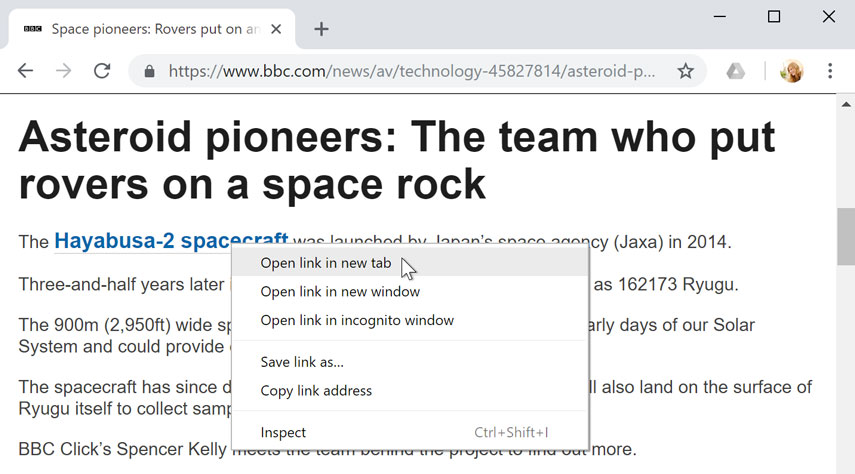 BBC Space pioneers: Rovers put on an
https://www.bbc.com/news/av/technology-45827814/asteroid-p...
Asteroid pioneers: The team who put
rovers on a space rock
The Hayabusa-2 spacecraft was launched by Japan's space agency (Jaxa) in 2014.
Open link in new tab
Three-and-half years later as 162173 Ryugu.
Open link in new window
The 900m (2,950ft) wide days of our Solar
Open link in incognito window
System and could provide
Save link as...
The spacecraft has since also land on the surface of
Copy link address
Ryugu itself to collect
Inspect Ctrl+Shift+I
BBC Click's Spencer Kelly meets the team behind the project to find out more.